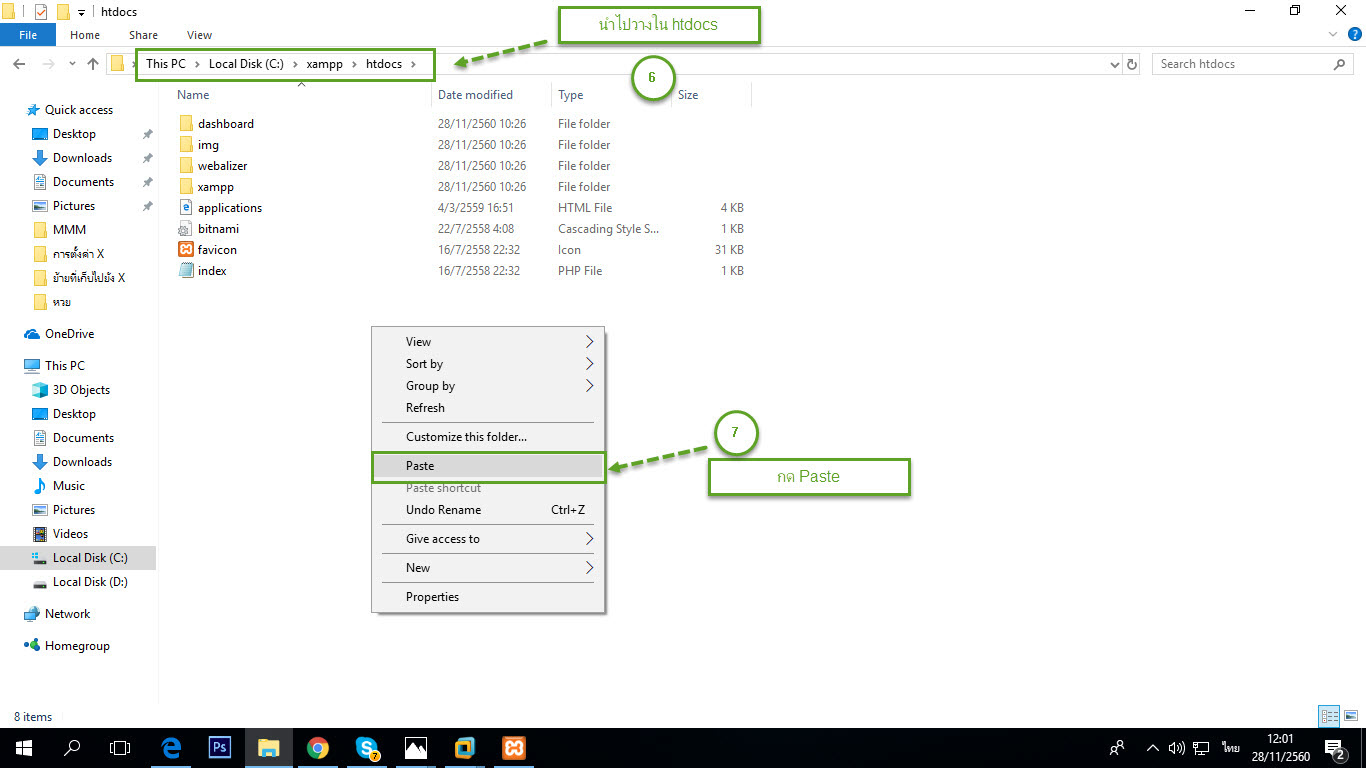 htdocs
นำไปวางใน htdocs
File Home Share View
This PC Local Disk (C:) xampp htdocs
Search htdocs
6
Name Date modified Type Size
Quick access
Desktop
Downloads
Documents
Pictures
MMM
การตั้งค่า X
ย้ายที่เก็บไปยัง X
หวย
OneDrive
This PC
3D Objects
Desktop
Documents
Downloads
Music
Pictures
Videos
Local Disk (C:)
Local Disk (D:)
Network
Homegroup
dashboard 28/11/2560 10:26 File folder
img 28/11/2560 10:26 File folder
webalizer 28/11/2560 10:26 File folder
xampp 28/11/2560 10:26 File folder
applications 4/3/2559 16:51 HTML File 4 KB
bitnami 22/7/2558 4:08 Cascading Style S... 1 KB
favicon 16/7/2558 22:32 Icon 31 KB
index 16/7/2558 22:32 PHP File 1 KB
View
Sort by
Group by
Refresh
Customize this folder...
Paste
Paste shortcut
Undo Rename Ctrl+Z
Give access to
New
Properties
7
กด Paste
8 items
Ps
7
ไทย
12:01
28/11/2560
2